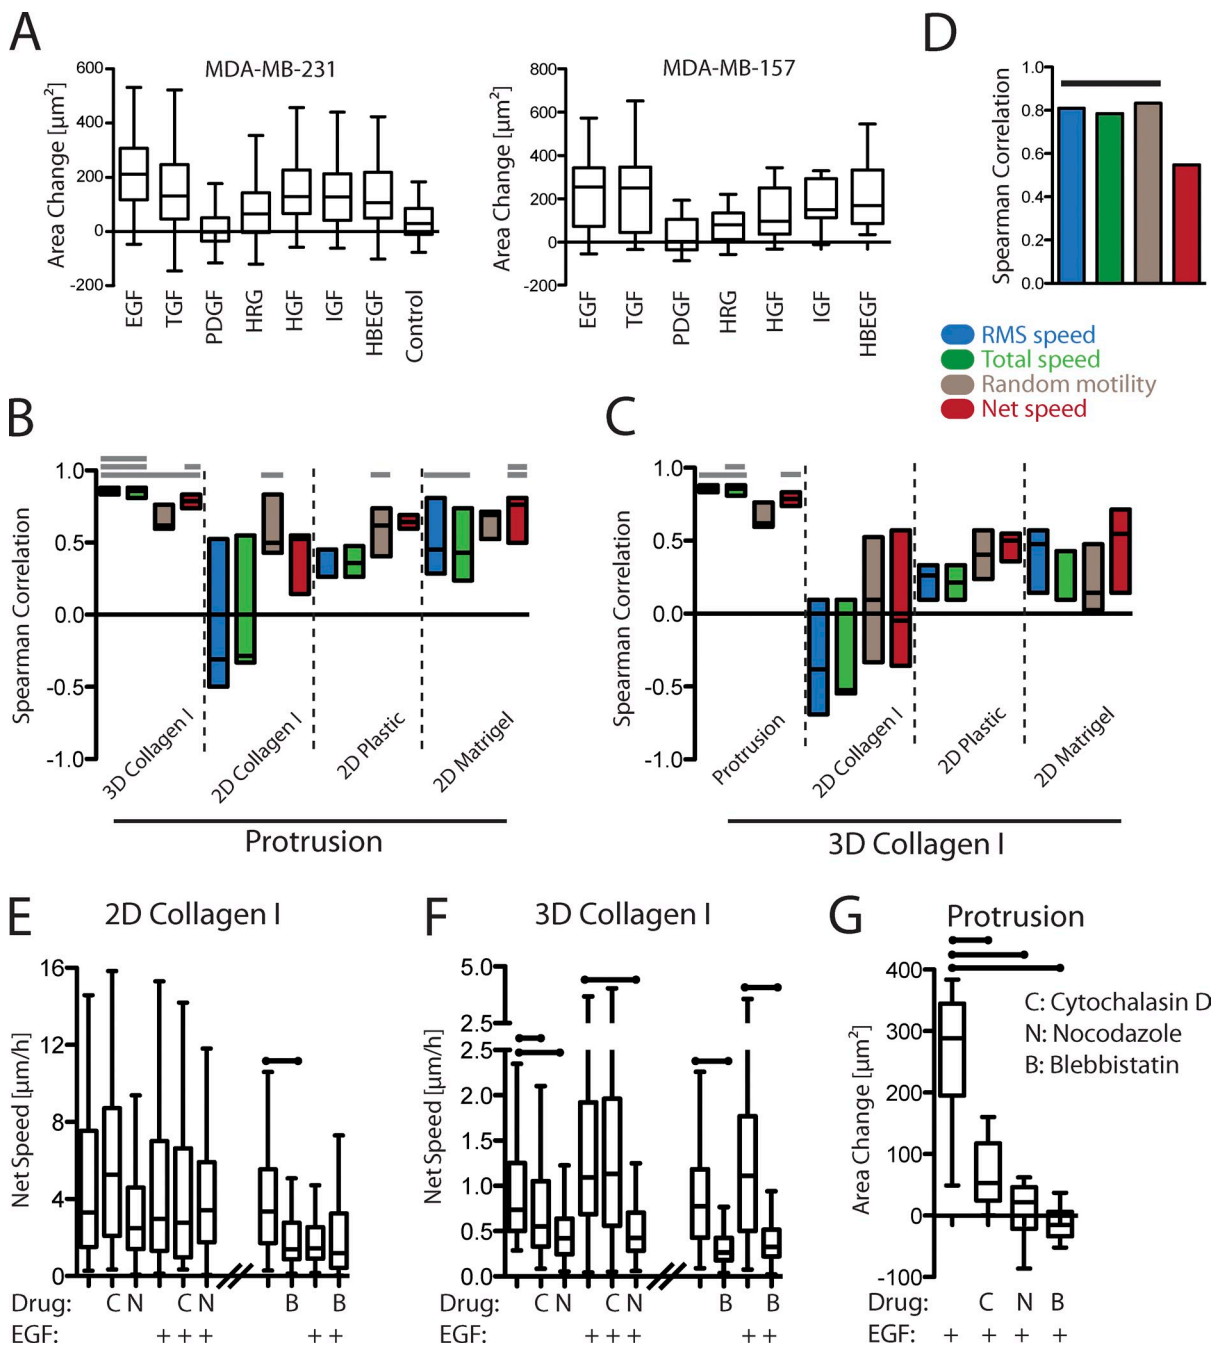 A
MDA-MB-231
Area Change [µm²]
600
400
200
0
-200
EGF
TGF
PDGF
HRG
HGF
IGF
HBEGF
Control
MDA-MB-157
Area Change [µm²]
800
600
400
200
0
-200
EGF
TGF
PDGF
HRG
HGF
IGF
HBEGF
D
Spearman Correlation
1.0
0.8
0.6
0.4
0.2
0.0
RMS speed
Total speed
Random motility
Net speed
B
Spearman Correlation
1.0
0.5
0.0
-0.5
-1.0
3D Collagen I
2D Collagen I
2D Plastic
2D Matrigel
Protrusion
C
Spearman Correlation
1.0
0.5
0.0
-0.5
-1.0
Protrusion
2D Collagen I
2D Plastic
2D Matrigel
3D Collagen I
E
2D Collagen I
Net Speed [µm/h]
16
12
8
4
0
Drug: C N C N B B
EGF: + + + + +
F
3D Collagen I
Net Speed [µm/h]
5.0
2.5
2.5
2.0
1.5
1.0
0.5
0.0
C N C N B B
+ + + + +
G
Protrusion
Area Change [µm²]
400
300
200
100
0
-100
C: Cytochalasin D
N: Nocodazole
B: Blebbistatin
Drug: C N B
EGF: + + + +